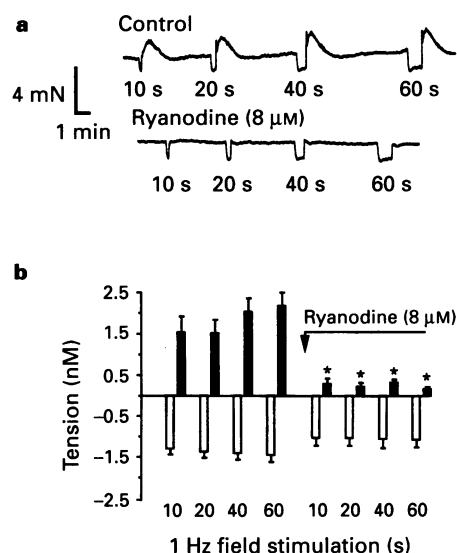 a
Control
10 s 20 s 40 s 60 s
4 mN
1 min
Ryanodine (8 μM)
10 s 20 s 40 s 60 s
b
Tension (nM)
2.5
1.5
0.5
−0.5
−1.5
−2.5
Ryanodine (8 μM)
* * * *
10 20 40 60 10 20 40 60
1 Hz field stimulation (s)